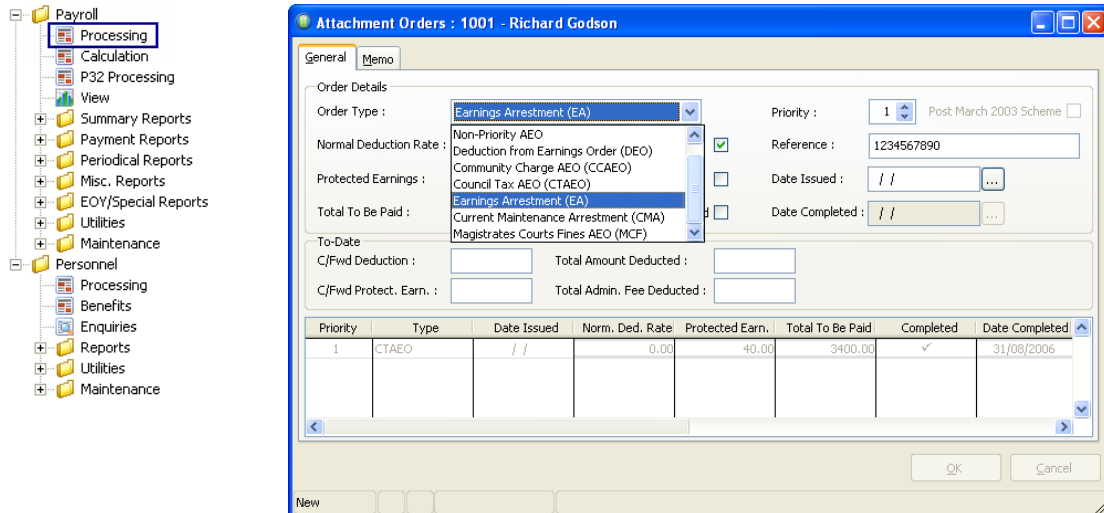 Payroll
Processing
Calculation
P32 Processing
View
Summary Reports
Payment Reports
Periodical Reports
Misc. Reports
EOY/Special Reports
Utilities
Maintenance
Personnel
Processing
Benefits
Enquiries
Reports
Utilities
Maintenance
Attachment Orders : 1001 - Richard Godson
General Memo
Order Details
Order Type : Earnings Arrestment (EA) Priority : 1 Post March 2003 Scheme
Non-Priority AEO
Normal Deduction Rate : Deduction from Earnings Order (DEO) Reference : 1234567890
Community Charge AEO (CCAEO)
Protected Earnings : Council Tax AEO (CTAEO) Date Issued : / / ...
Earnings Arrestment (EA)
Total To Be Paid : Current Maintenance Arrestment (CMA) Date Completed : / / ...
Magistrates Courts Fines AEO (MCF)
To-Date
C/Fwd Deduction : Total Amount Deducted :
C/Fwd Protect. Earn. : Total Admin. Fee Deducted :
Priority Type Date Issued Norm. Ded. Rate Protected Earn. Total To Be Paid Completed Date Completed
1 CTAEO / / 0.00 40.00 3400.00 31/08/2006
OK Cancel
New